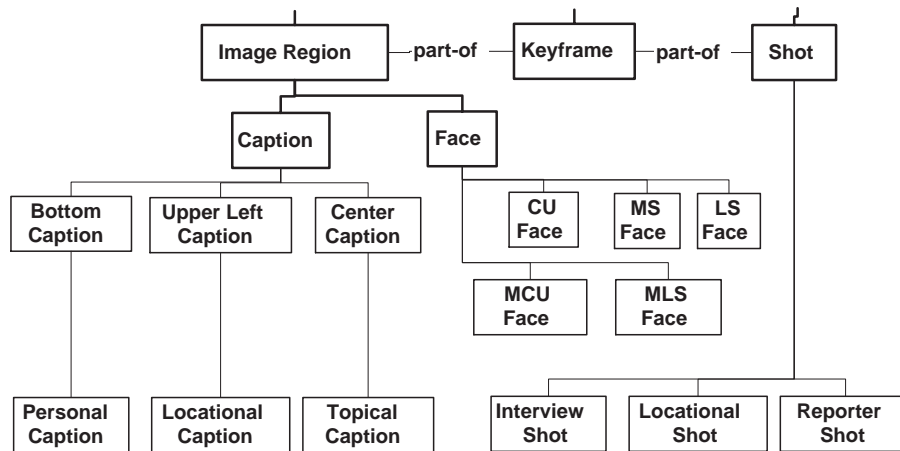 Image Region
part-of
Keyframe
part-of
Shot
Caption
Face
Bottom
Caption
Upper Left
Caption
Center
Caption
CU
Face
MS
Face
LS
Face
MCU
Face
MLS
Face
Personal
Caption
Locational
Caption
Topical
Caption
Interview
Shot
Locational
Shot
Reporter
Shot